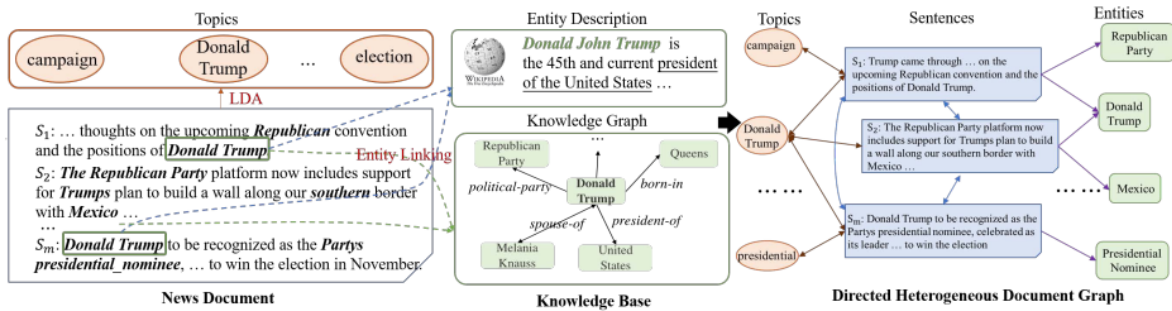 Topics
campaign
Donald
Trump
...
election
LDA
S1: … thoughts on the upcoming Republican convention
and the positions of Donald Trump.
S2: The Republican Party platform now includes support
for Trumps plan to build a wall along our southern border
with Mexico …
...
Sm: Donald Trump to be recognized as the Partys
presidential_nominee, … to win the election in November.
News Document
Entity Linking
Entity Description
WIKIPEDIA
The Free Encyclopedia
Donald John Trump is
the 45th and current president
of the United States …
Knowledge Graph
...
Republican
Party
Queens
political-party
Donald
Trump
born-in
spouse-of
president-of
Melania
Knauss
United
States
Knowledge Base
Topics
Sentences
Entities
campaign
Donald
Trump
... ...
presidential
S1: Trump came through … on the
upcoming Republican convention and the
positions of Donald Trump.
S2: The Republican Party platform now
includes support for Trumps plan to build
a wall along our southern border with
Mexico …
Sm: Donald Trump to be recognized as the
Partys presidential nominee, celebrated as
its leader … to win the election
Republican
Party
Donald
Trump
... ...
Mexico
Presidential
Nominee
Directed Heterogeneous Document Graph